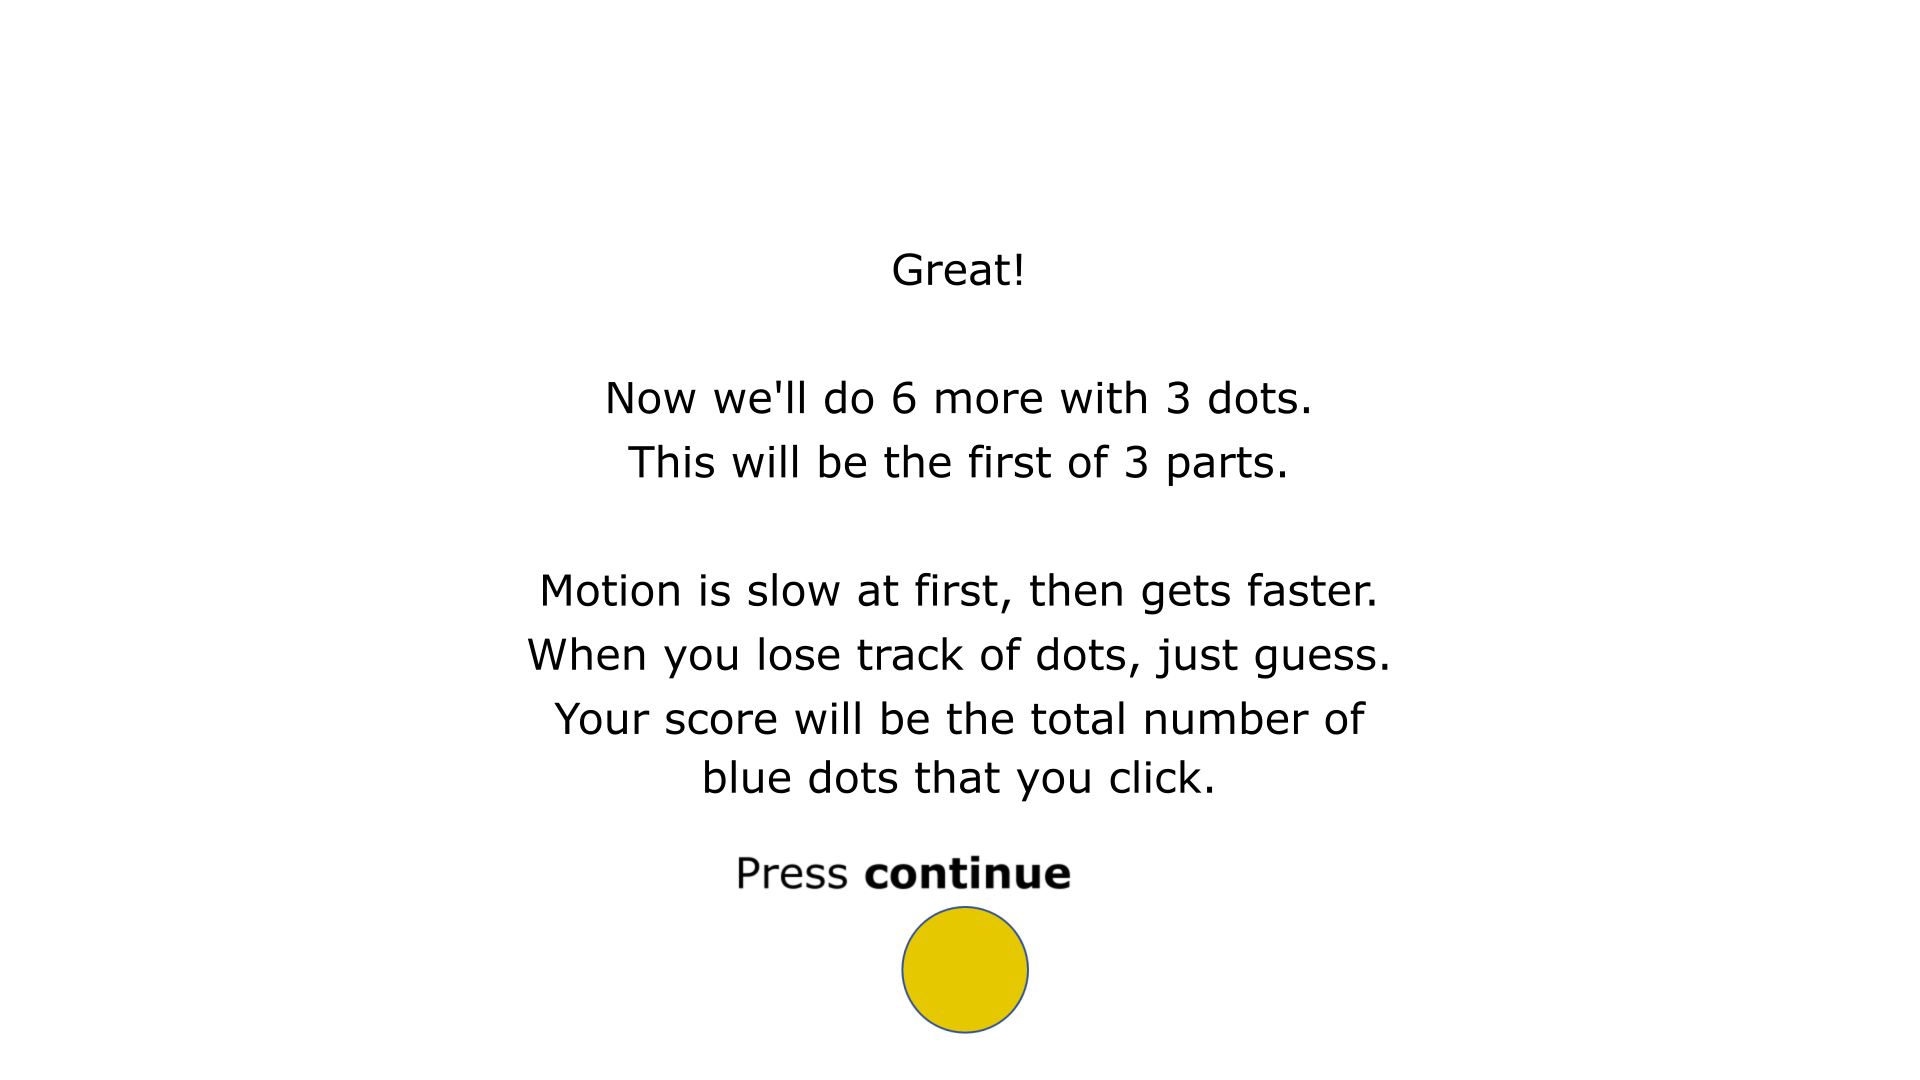 Great!
Now we'll do 6 more with 3 dots.
This will be the first of 3 parts.
Motion is slow at first, then gets faster.
When you lose track of dots, just guess.
Your score will be the total number of
blue dots that you click.
Press continue